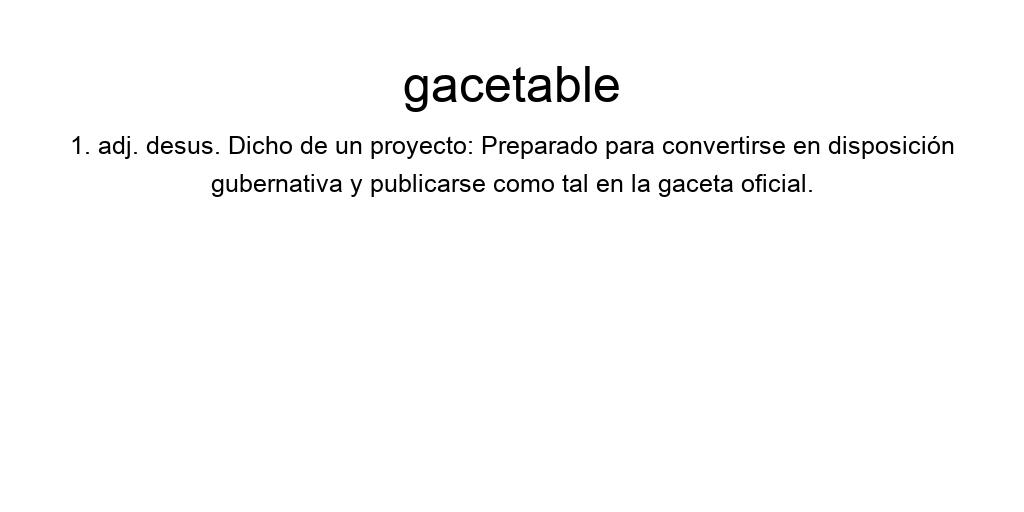 gacetable
1. adj. desus. Dicho de un proyecto: Preparado para convertirse en disposición
gubernativa y publicarse como tal en la gaceta oficial.